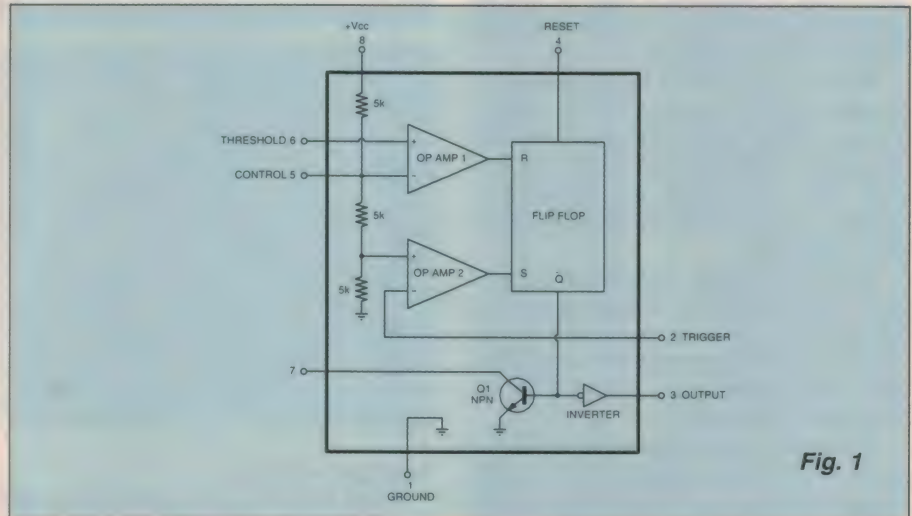 +Vcc
8
RESET
4
5k
THRESHOLD 6
+
OP AMP 1
R
CONTROL 5
-
5k
FLIP FLOP
+
OP AMP 2
S
Q
5k
-
2 TRIGGER
7
Q1
NPN
3 OUTPUT
INVERTER
1
GROUND
Fig. 1